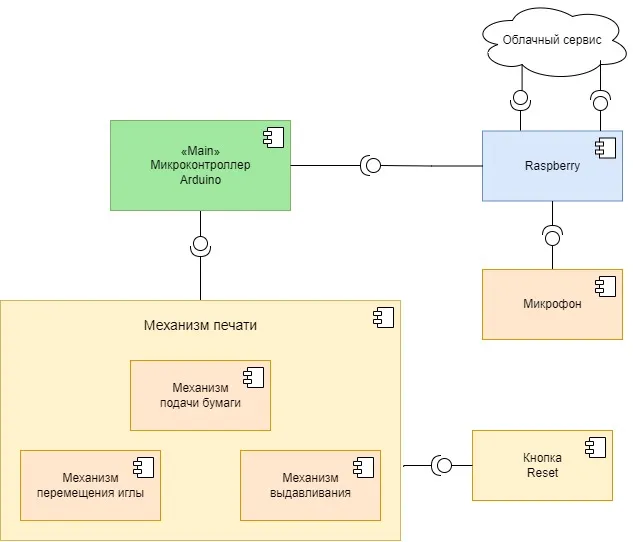 Облачный сервис
«Main»
Микроконтроллер
Arduino
Raspberry
Микрофон
Механизм печати
Механизм
подачи бумаги
Механизм
перемещения иглы
Механизм
выдавливания
Кнопка
Reset